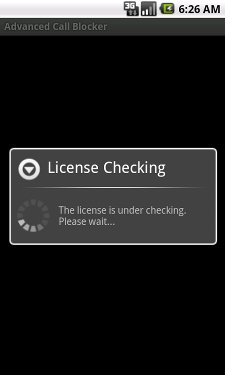 3G
6:26 AM
Advanced Call Blocker
License Checking
The license is under checking.
Please wait...